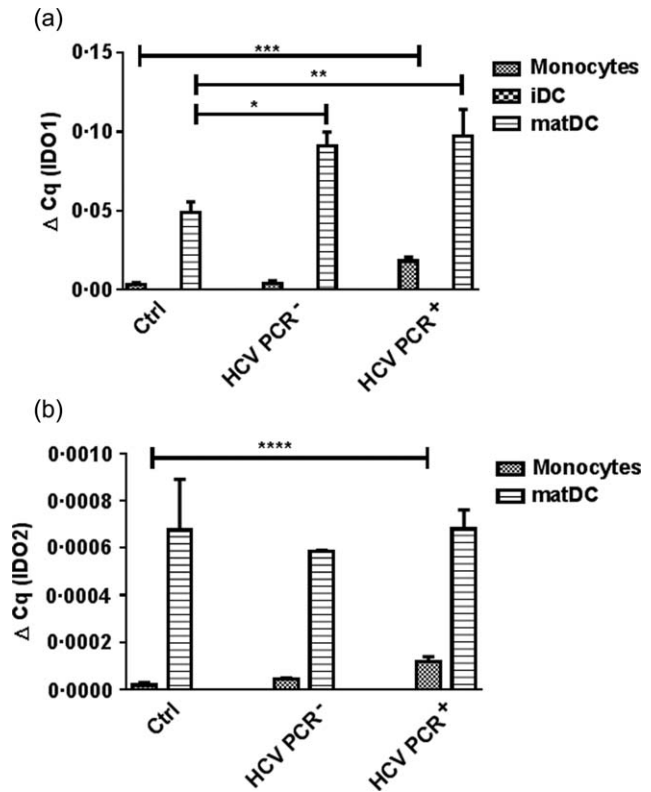 (a)
0·15
0·10
0·05
0·00
Δ Cq (IDO1)
***
**
*
Monocytes
iDC
matDC
Ctrl
HCV PCR-
HCV PCR+
(b)
0·0010
0·0008
0·0006
0·0004
0·0002
0·0000
Δ Cq (IDO2)
****
Monocytes
matDC
Ctrl
HCV PCR-
HCV PCR+